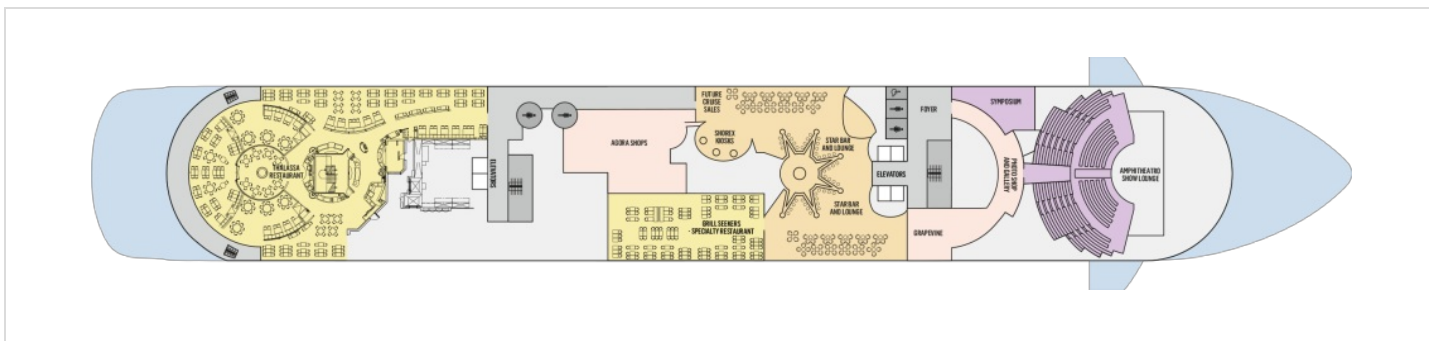 THALASSA
RESTAURANT
ELEVATORS
AGORA SHOPS
FUTURE
CRUISE
SALES
SHOREX
KIOSKS
GRILL SEEKERS
- SPECIALTY RESTAURANT
STAR BAR
AND LOUNGE
STAR BAR
AND LOUNGE
ELEVATORS
FOYER
GRAPEVINE
PHOTO SHOP
AND GALLERY
SYMPOSIUM
AMPHITHEATRO
SHOW LOUNGE